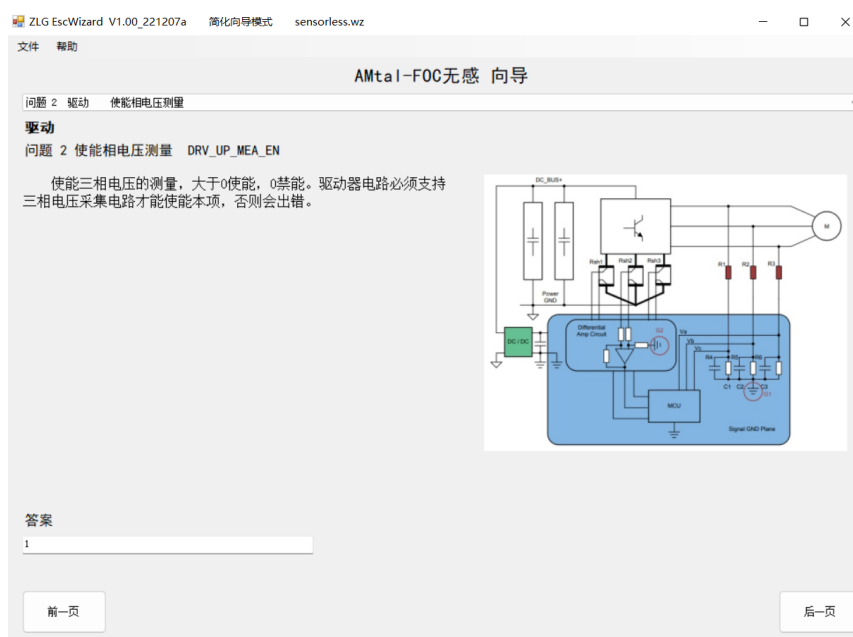 ZLG EscWizard V1.00_221207a 简化向导模式 sensorless.wz
文件 帮助
AMtal-FOC无感 向导
问题 2 驱动 使能相电压测量
驱动
问题 2 使能相电压测量 DRV_UP_MEA_EN
使能三相电压的测量，大于0使能，0禁能。驱动器电路必须支持
三相电压采集电路才能使能本项，否则会出错。
DC_BUS+
M
Rsh1 Rsh2 Rsh3
R1 R2 R3
Power
GND
Differential
Amp Circuit
G2
Va
Vb
Vc
DC / DC
R4 R5 R6
C1 C2 C3
G1
MCU
Signal GND Plane
答案
1
前一页
后一页